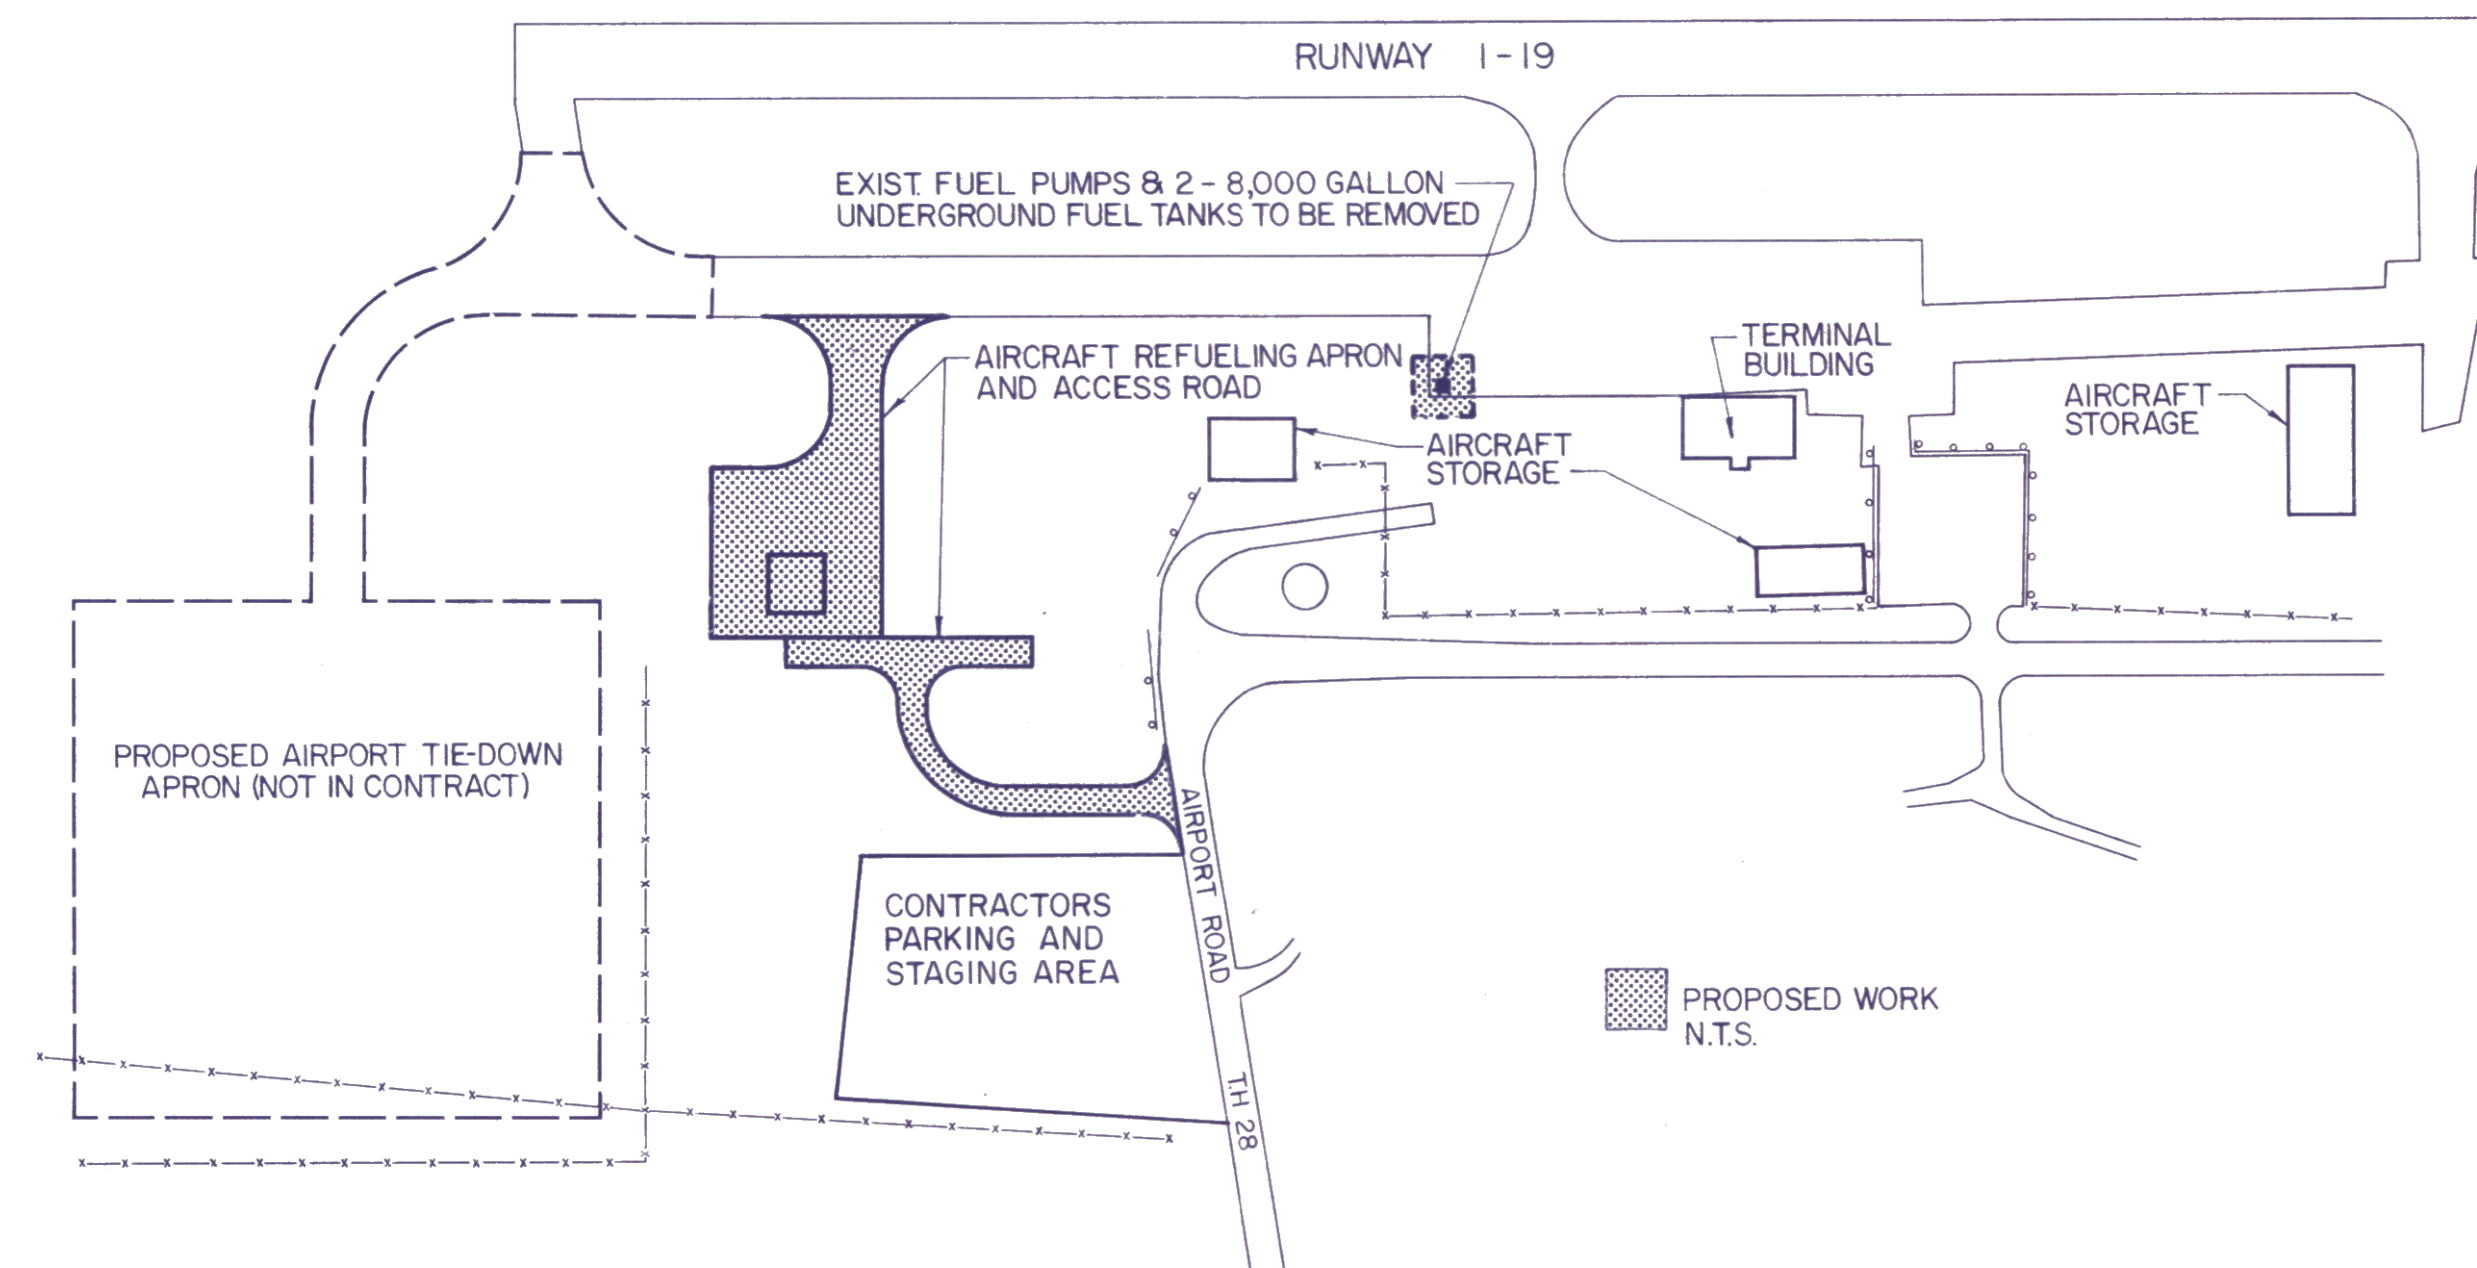 RUNWAY 1-19
EXIST. FUEL PUMPS & 2-8,000 GALLON
UNDERGROUND FUEL TANKS TO BE REMOVED
AIRCRAFT REFUELING APRON
AND ACCESS ROAD
TERMINAL
BUILDING
AIRCRAFT
STORAGE
AIRCRAFT
STORAGE
PROPOSED AIRPORT TIE-DOWN
APRON (NOT IN CONTRACT)
AIRPORT ROAD
CONTRACTORS
PARKING AND
STAGING AREA
PROPOSED WORK
N.T.S.
T.H 28